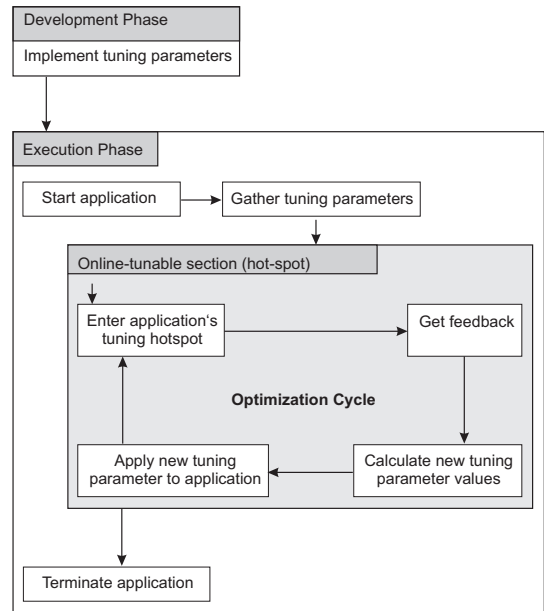 Development Phase
Implement tuning parameters
Execution Phase
Start application
Gather tuning parameters
Online-tunable section (hot-spot)
Enter application's
tuning hotspot
Get feedback
Optimization Cycle
Apply new tuning
parameter to application
Calculate new tuning
parameter values
Terminate application